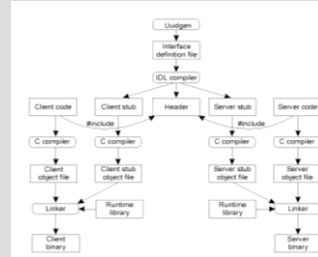 Uuidgen
Interface
definition file
IDL compiler
Client code
Client stub
Header
Server stub
Server code
#include
#include
C compiler
C compiler
C compiler
C compiler
Client
object file
Client stub
object file
Server stub
object file
Server
object file
Linker
Runtime
library
Runtime
library
Linker
Client
binary
Server
binary